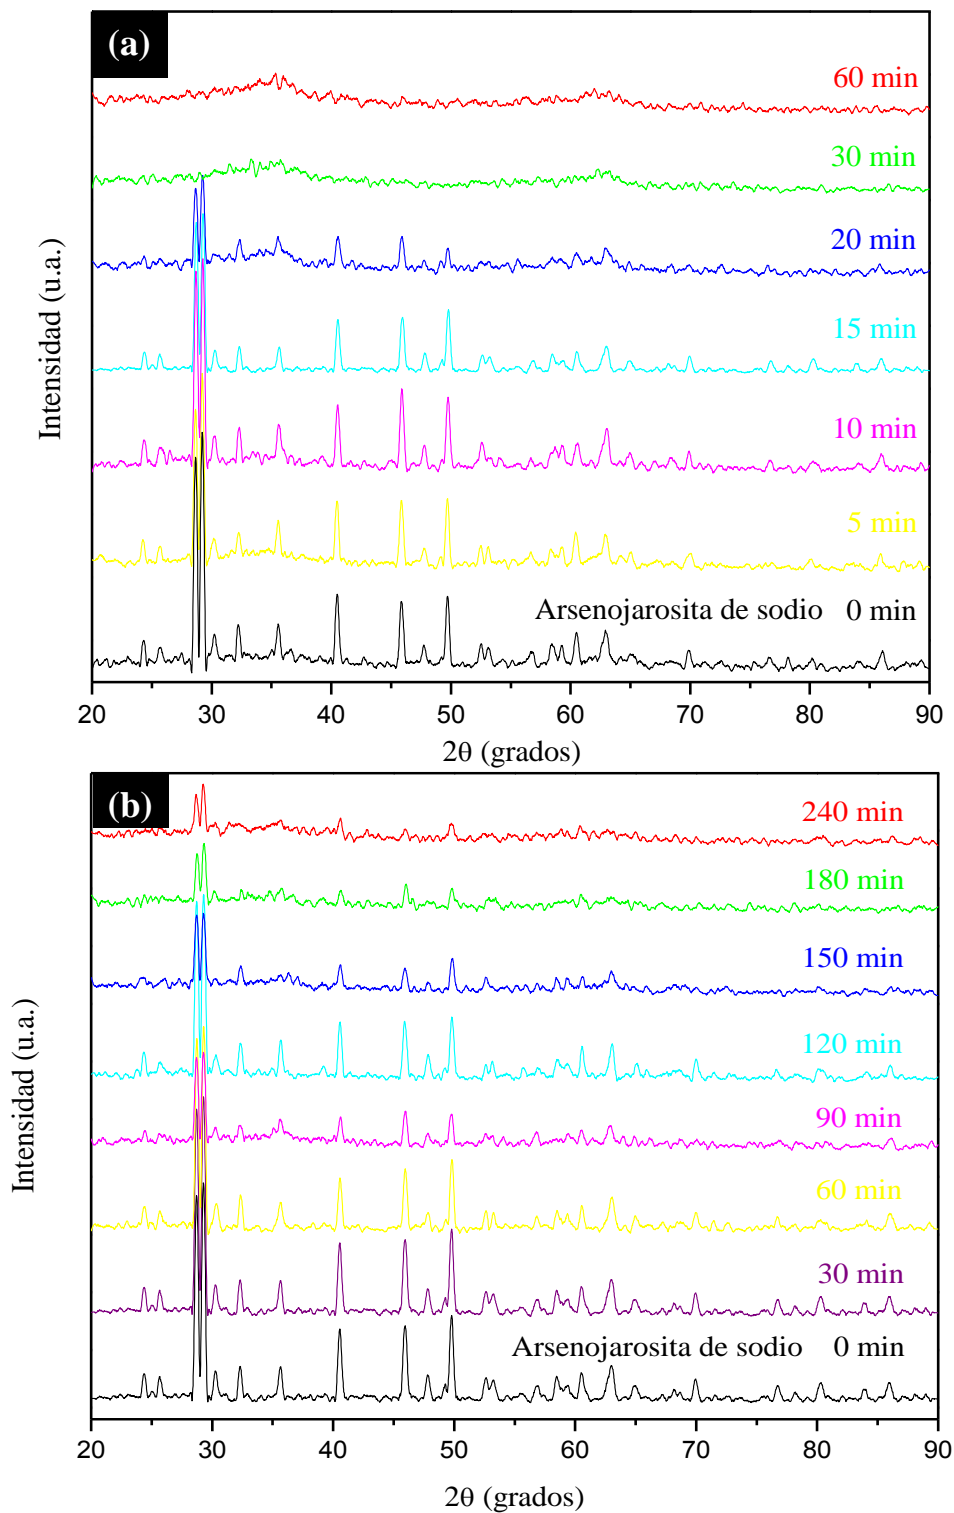 (a)
60 min
30 min
20 min
15 min
10 min
5 min
Arsenojarosita de sodio 0 min
Intensidad (u.a.)
20 30 40 50 60 70 80 90
2θ (grados)
(b)
240 min
180 min
150 min
120 min
90 min
60 min
30 min
Arsenojarosita de sodio 0 min
Intensidad (u.a.)
20 30 40 50 60 70 80 90
2θ (grados)